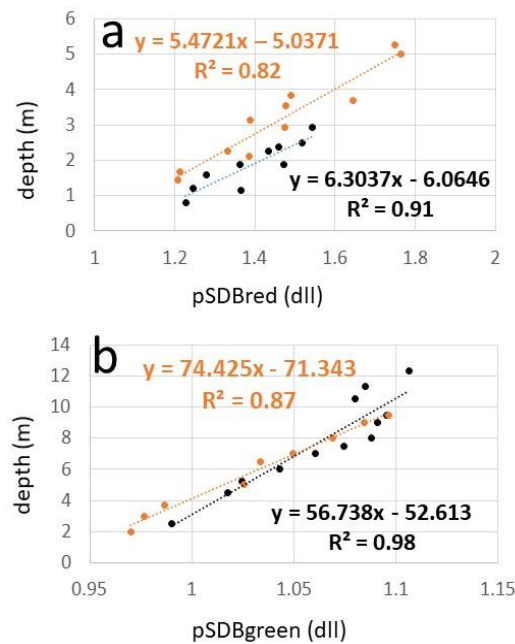 a
y = 5.4721x – 5.0371
R² = 0.82
y = 6.3037x - 6.0646
R² = 0.91
depth (m)
6
5
4
3
2
1
0
1 1.2 1.4 1.6 1.8 2
pSDBred (dll)
b
y = 74.425x - 71.343
R² = 0.87
y = 56.738x - 52.613
R² = 0.98
depth (m)
14
12
10
8
6
4
2
0
0.95 1 1.05 1.1 1.15
pSDBgreen (dll)